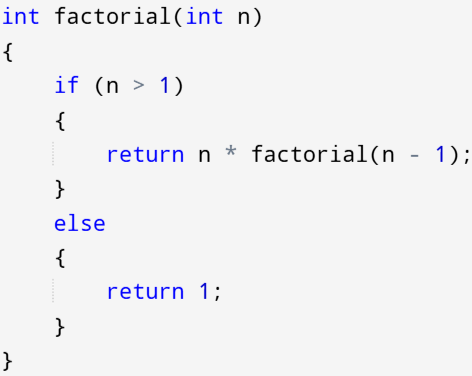 int factorial(int n)
{
    if (n > 1)
    {
        return n * factorial(n - 1);
    }
    else
    {
        return 1;
    }
}